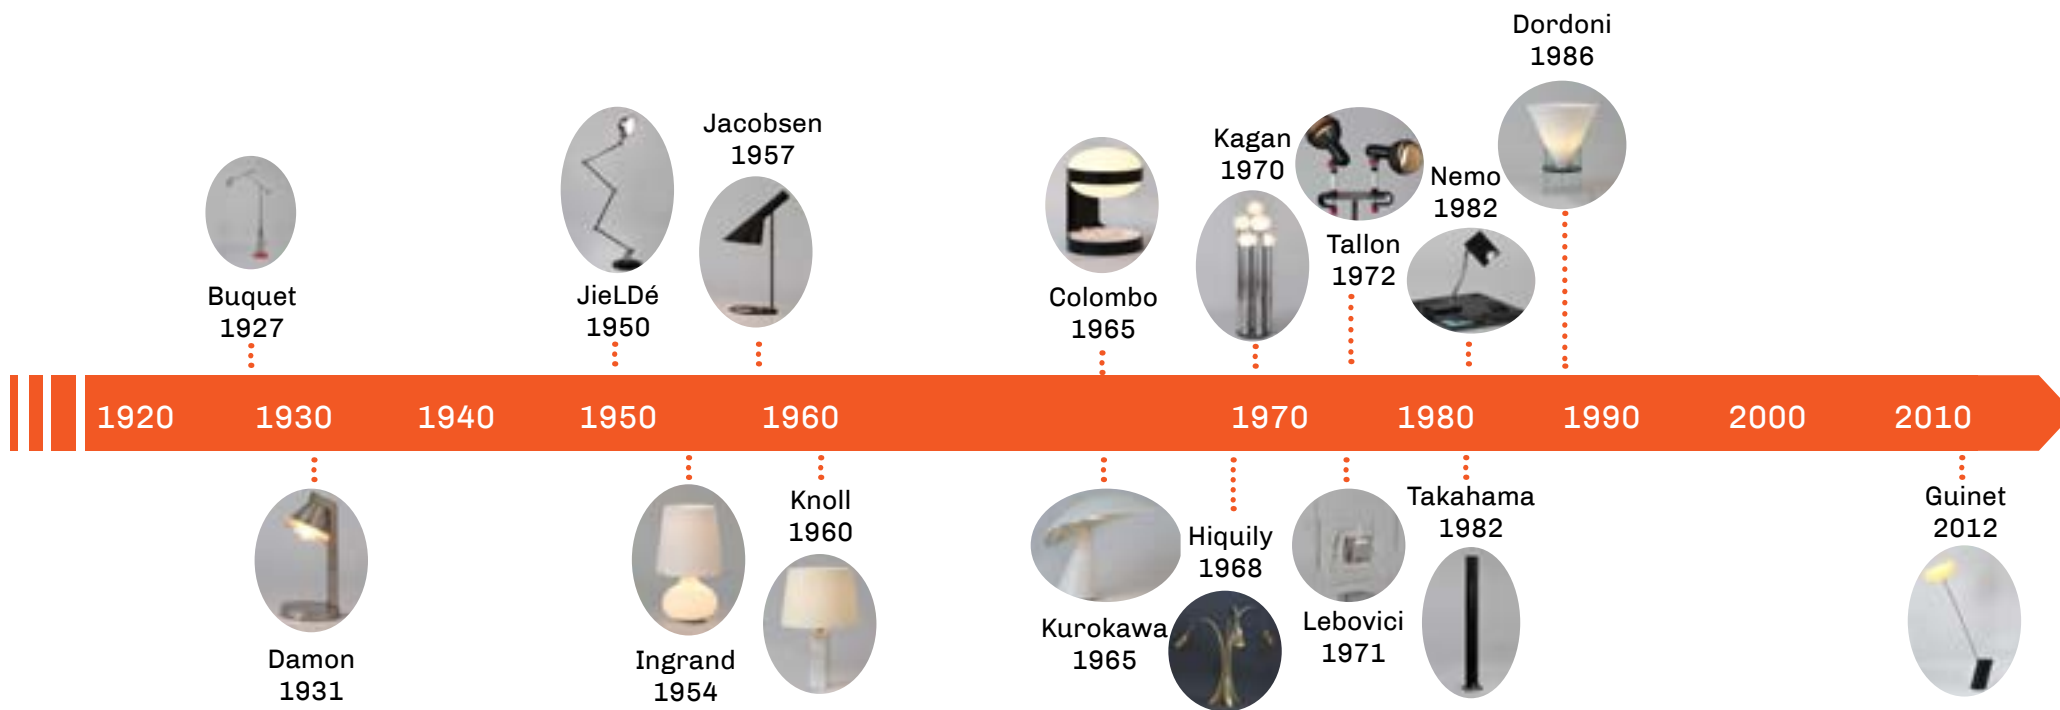 Dordoni
1986
Jacobsen
1957
Kagan
1970
Nemo
1982
Buquet
1927
JieLDé
1950
Colombo
1965
Tallon
1972
1920 1930 1940 1950 1960 1970 1980 1990 2000 2010
Knoll
1960
Takahama
1982
Guinet
2012
Hiquily
1968
Damon
1931
Ingrand
1954
Kurokawa
1965
Lebovici
1971